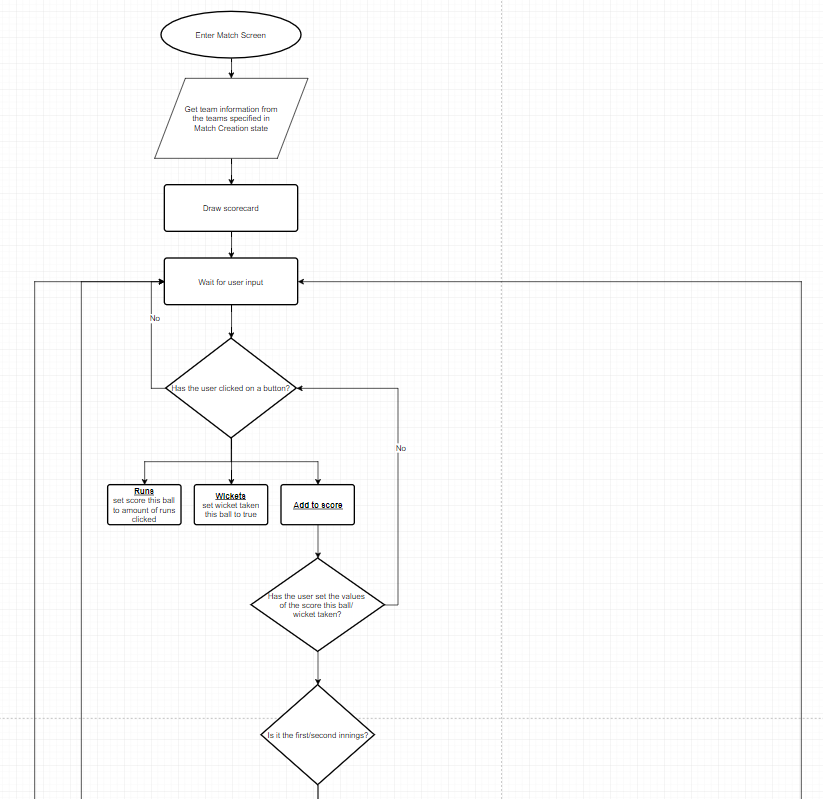 Enter Match Screen
Get team information from
the teams specified in
Match Creation state
Draw scorecard
Wait for user input
No
Has the user clicked on a button?
No
Runs
set score this ball
to amount of runs
clicked
Wickets
set wicket taken
this ball to true
Add to score
Has the user set the values
of the score this ball/
wicket taken?
Is it the first/second innings?